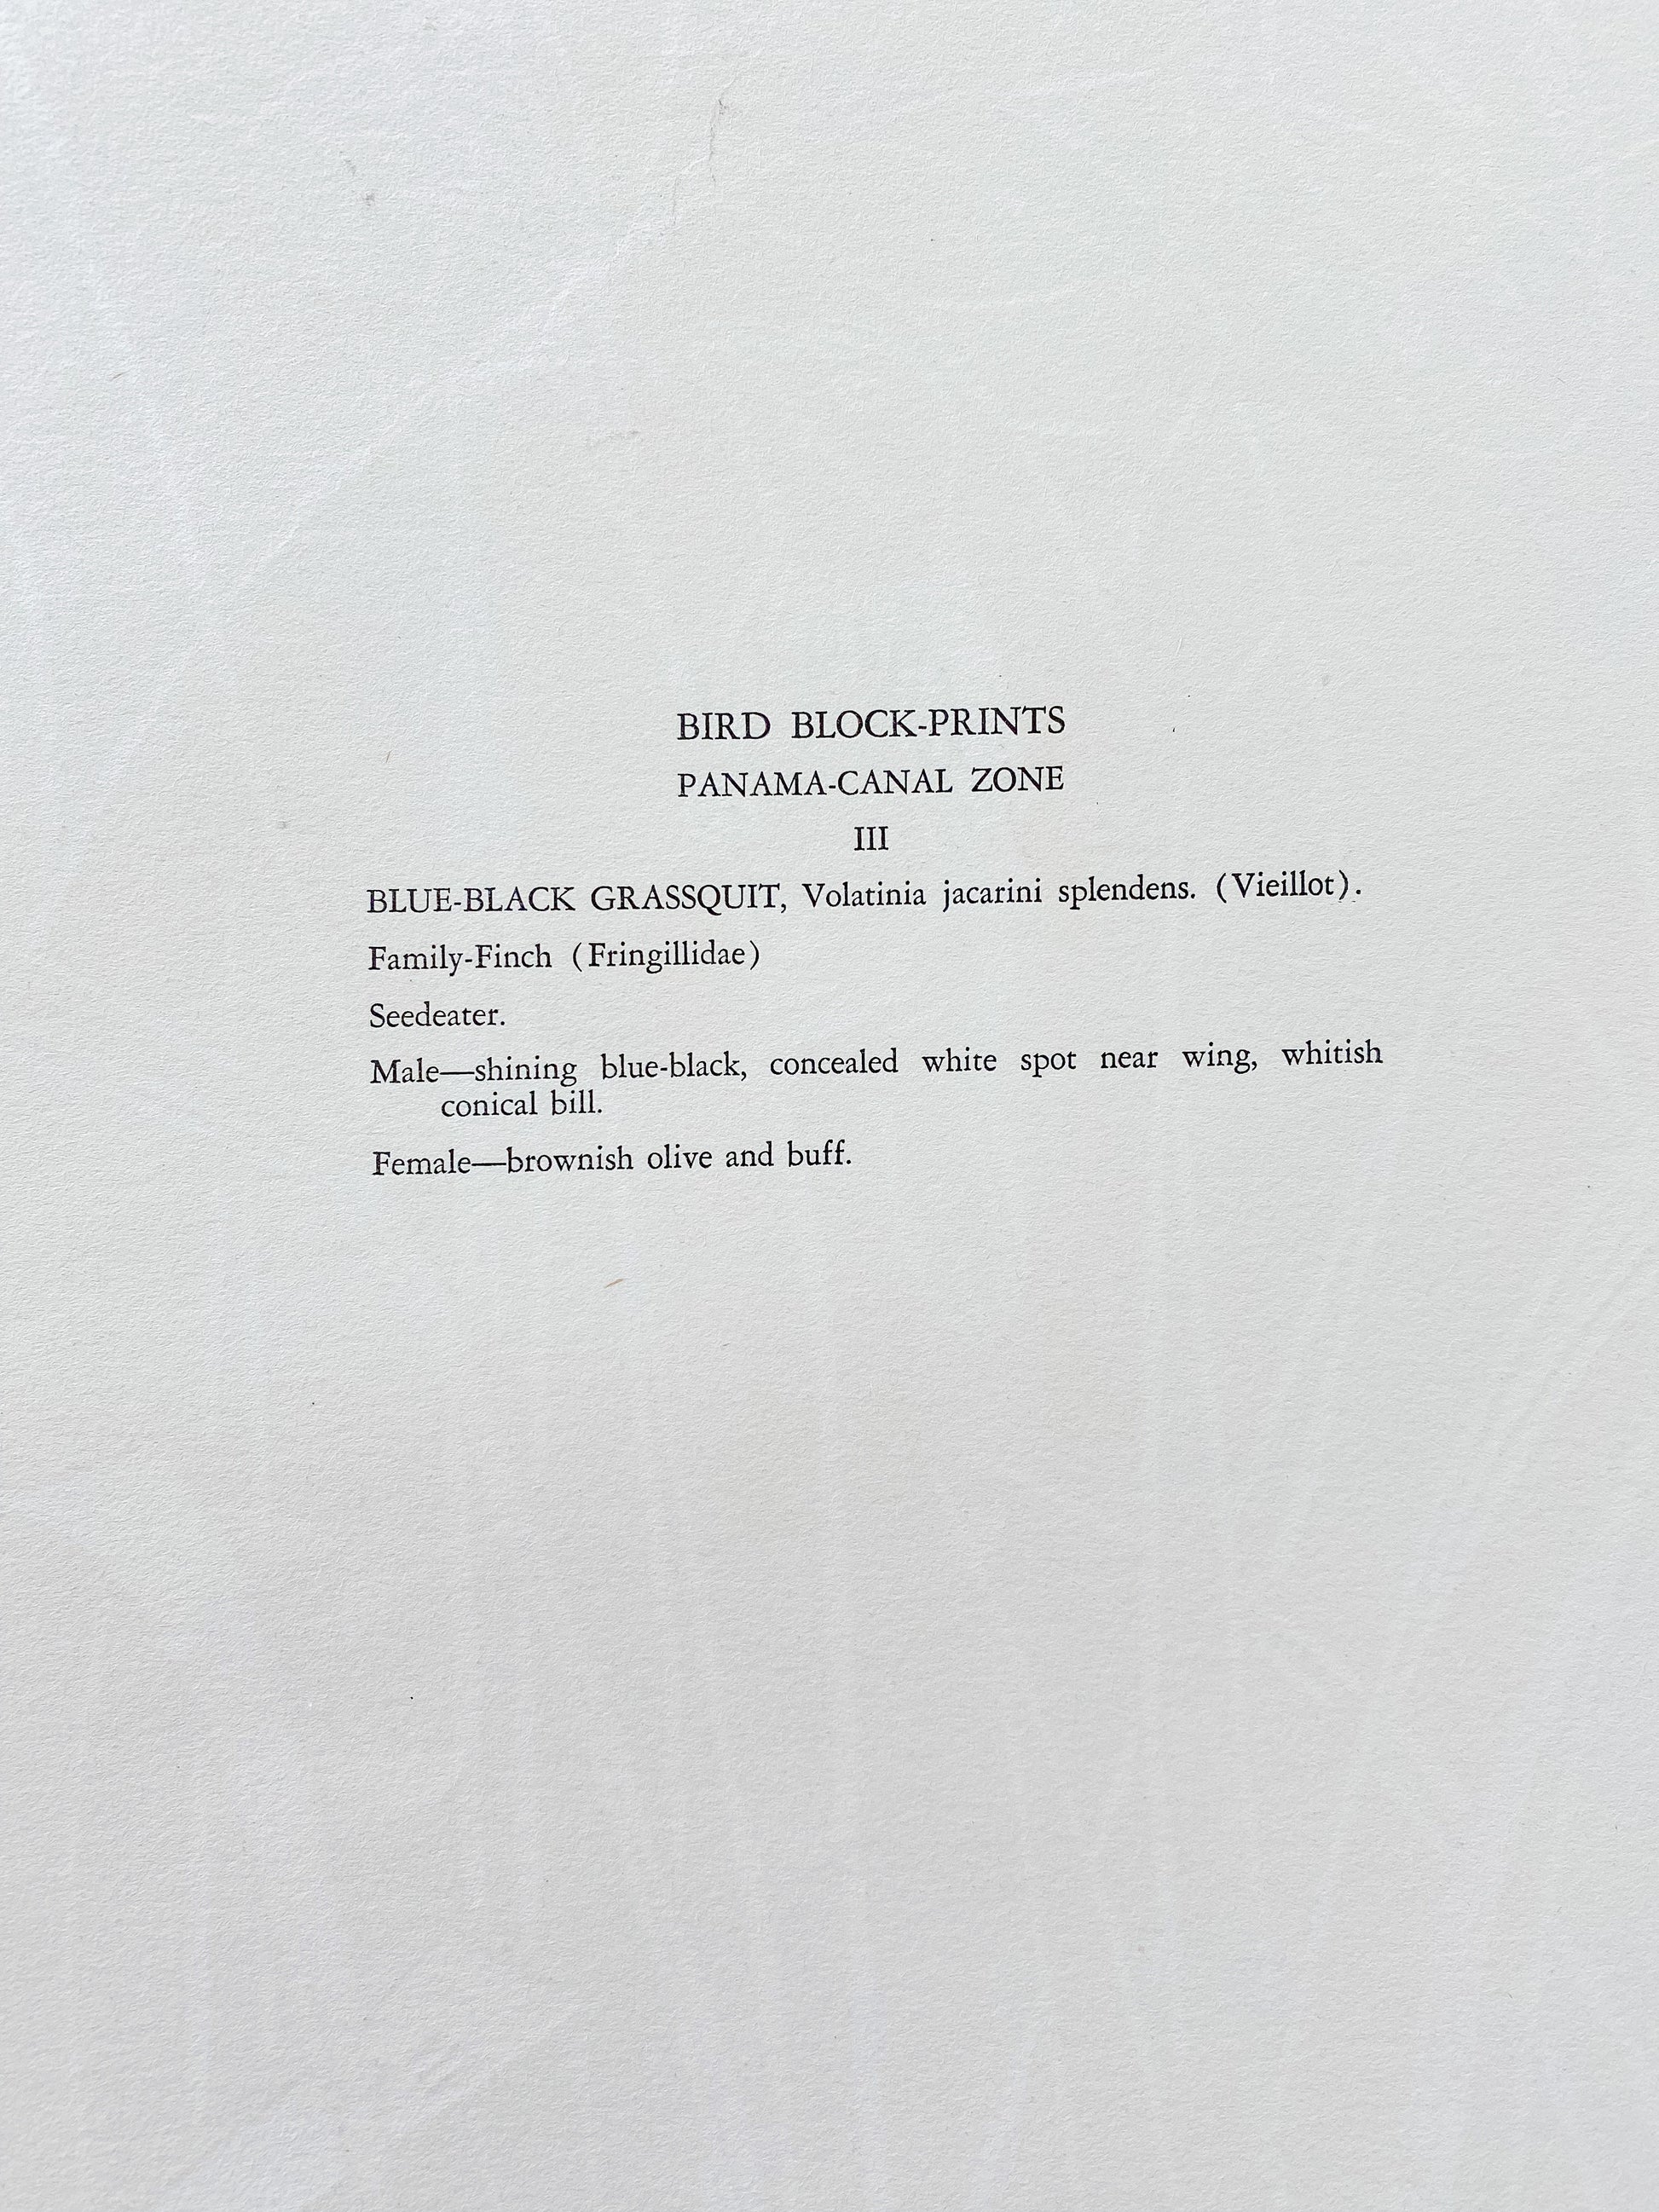 BIRD BLOCK-PRINTS
PANAMA-CANAL ZONE
III
BLUE-BLACK GRASSQUIT, Volatinia jacarini splendens. (Vieillot).
Family-Finch (Fringillidae)
Seedeater.
Male—shining blue-black, concealed white spot near wing, whitish
conical bill.
Female—brownish olive and buff.